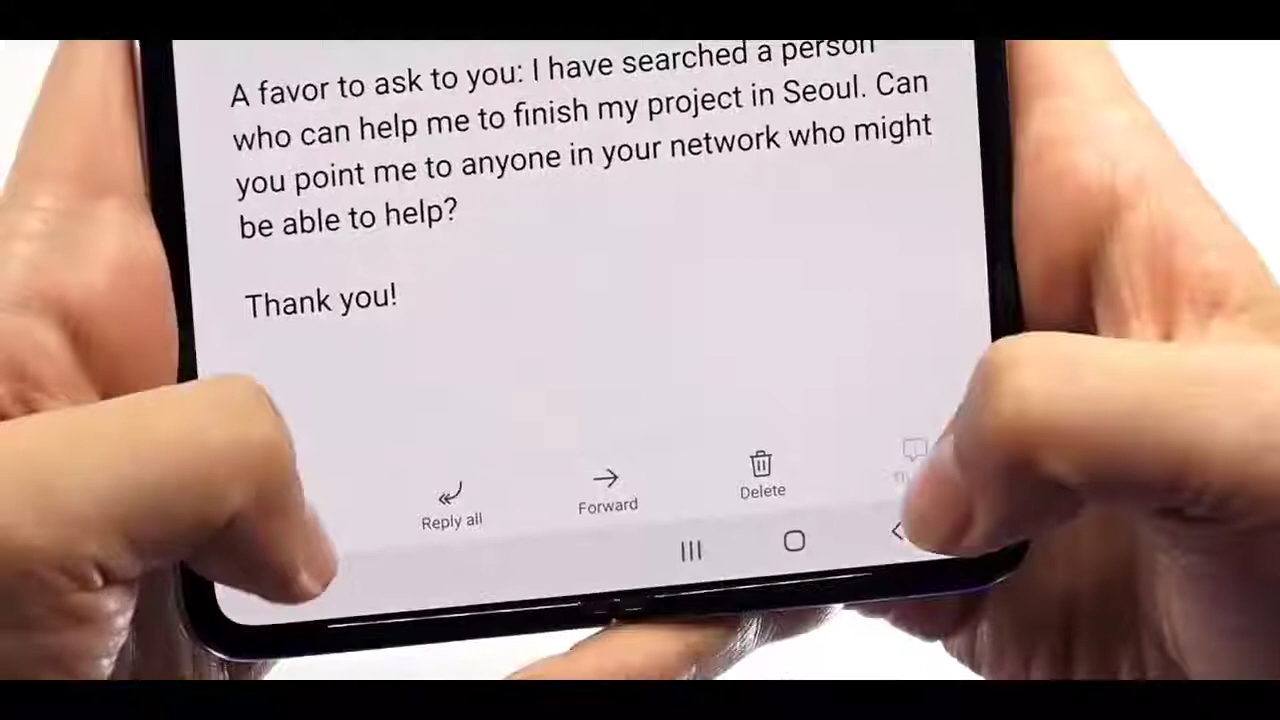 A favor to ask to you: I have searched a person
who can help me to finish my project in Seoul. Can
you point me to anyone in your network who might
be able to help?
Thank you!
Reply all
Forward
Delete